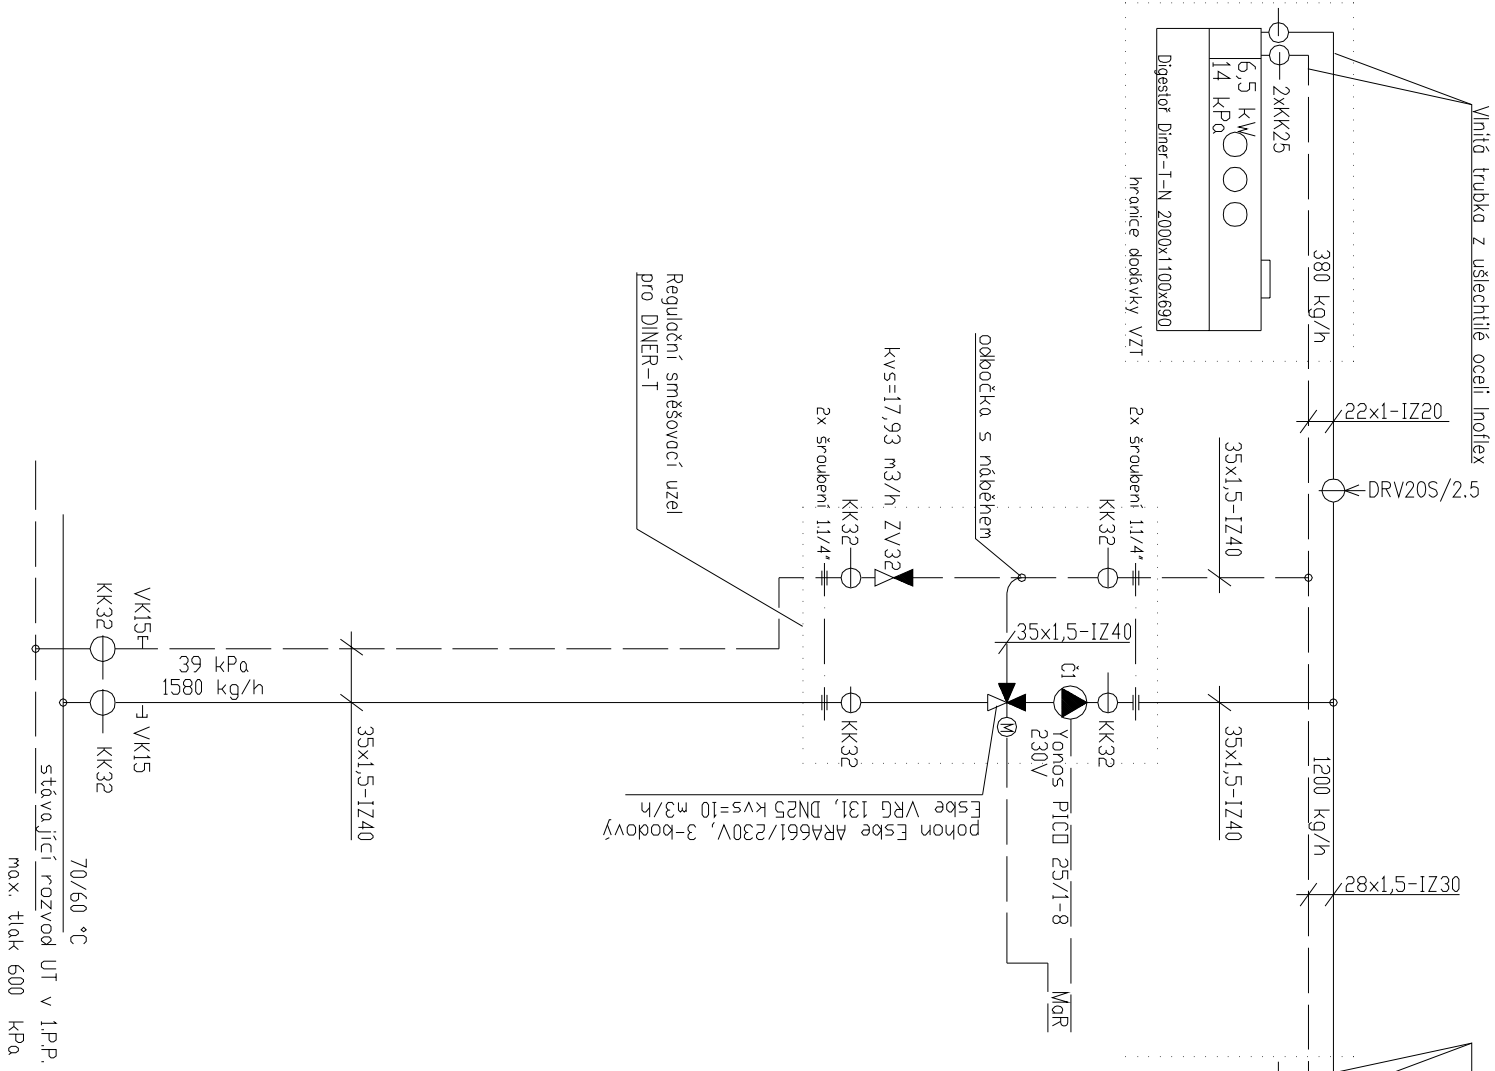 Vlnitá trubka z ušlechtilé oceli Inoflex
2xKK25
6,5 kW
14 kPa
Digestoř Diner-T-N 2000x1100x690
hranice dodávky VZT
380 kg/h
22x1-IZ20
DRV20S/2.5
35x1,5-IZ40
2x šroubení 1.1/4"
KK32
odbočka s náběhem
kvs=17,93 m3/h ZV32
KK32
2x šroubení 1.1/4"
Regulační směšovací uzel
pro DINER-T
35x1,5-IZ40
Č1
M
KK32
KK32
Yonos PICO 25/1-8
230V
35x1,5-IZ40
1200 kg/h
28x1,5-IZ30
pohon Esbe ARA661/230V, 3-bodový
Esbe VRG 131, DN25 kvs=10 m3/h
MaR
KK32
VK15
39 kPa
1580 kg/h
VK15
KK32
35x1,5-IZ40
70/60 °C
stávající rozvod UT v 1.P.P.
max. tlak 600 kPa